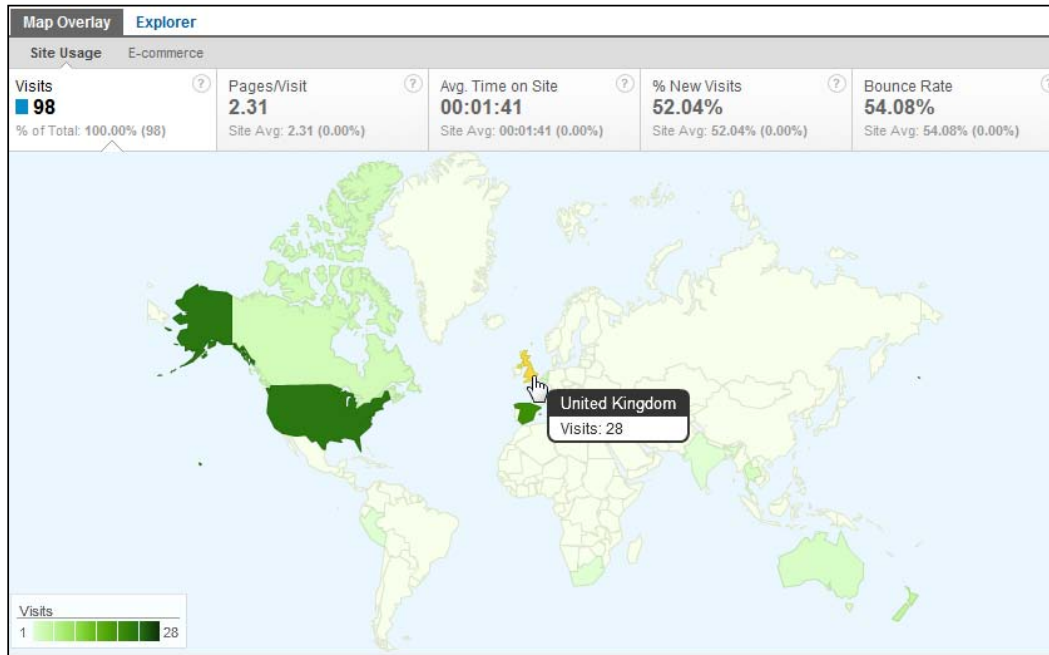 Map Overlay Explorer
Site Usage E-commerce
Visits ?
98
% of Total: 100.00% (98)
Pages/Visit ?
2.31
Site Avg: 2.31 (0.00%)
Avg. Time on Site ?
00:01:41
Site Avg: 00:01:41 (0.00%)
% New Visits ?
52.04%
Site Avg: 52.04% (0.00%)
Bounce Rate ?
54.08%
Site Avg: 54.08% (0.00%)
United Kingdom
Visits: 28
Visits
1 28